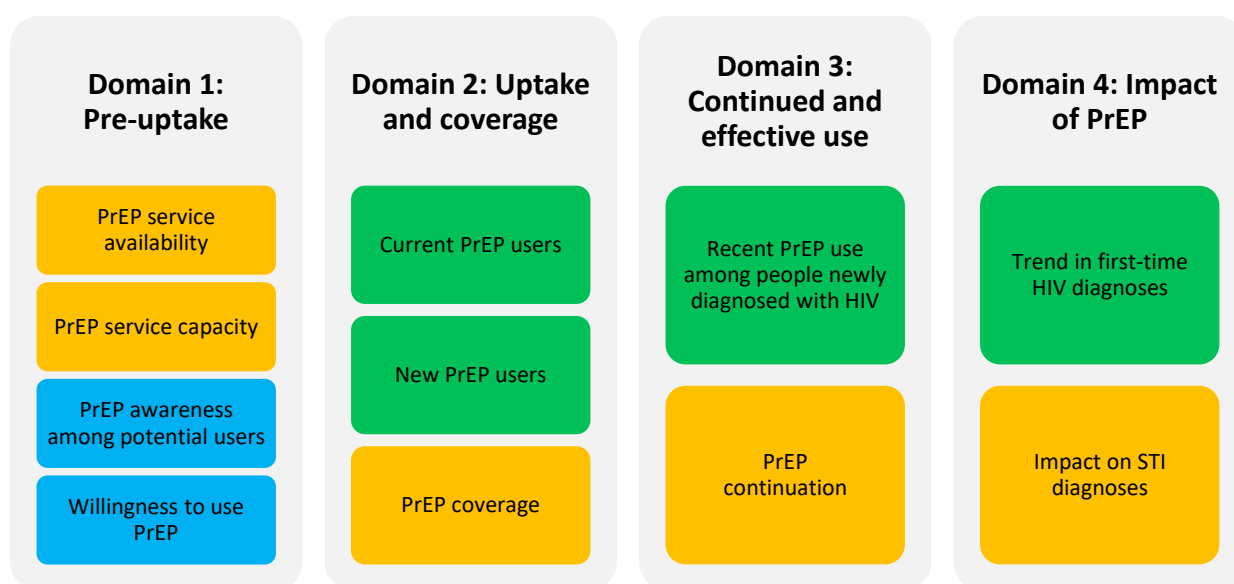 Domain 1:
Pre-uptake
PrEP service
availability
PrEP service capacity
PrEP awareness
among potential users
Willingness to use
PrEP
Domain 2: Uptake
and coverage
Current PrEP users
New PrEP users
PrEP coverage
Domain 3:
Continued and
effective use
Recent PrEP use
among people newly
diagnosed with HIV
PrEP
continuation
Domain 4: Impact
of PrEP
Trend in first-time
HIV diagnoses
Impact on STI
diagnoses